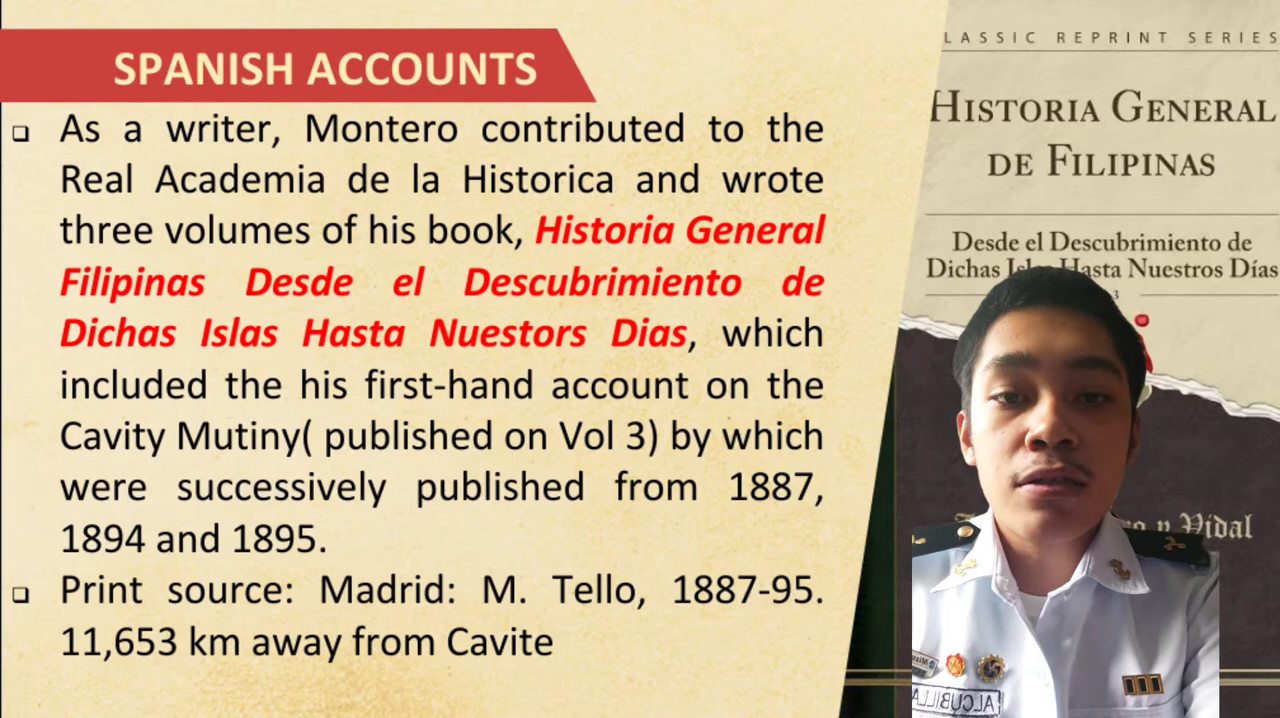 SPANISH ACCOUNTS
As a writer, Montero contributed to the
Real Academia de la Historica and wrote
three volumes of his book, Historia General
Filipinas Desde el Descubrimiento de
Dichas Islas Hasta Nuestors Dias, which
included the his first-hand account on the
Cavity Mutiny( published on Vol 3) by which
were successively published from 1887,
1894 and 1895.
Print source: Madrid: M. Tello, 1887-95.
11,653 km away from Cavite
LASSIC REPRINT SERIES
HISTORIA GENERAL
DE FILIPINAS
Desde el Descubrimiento de
Dichas Islas Hasta Nuestros Días
3
y Vidal
ALCUBILLA